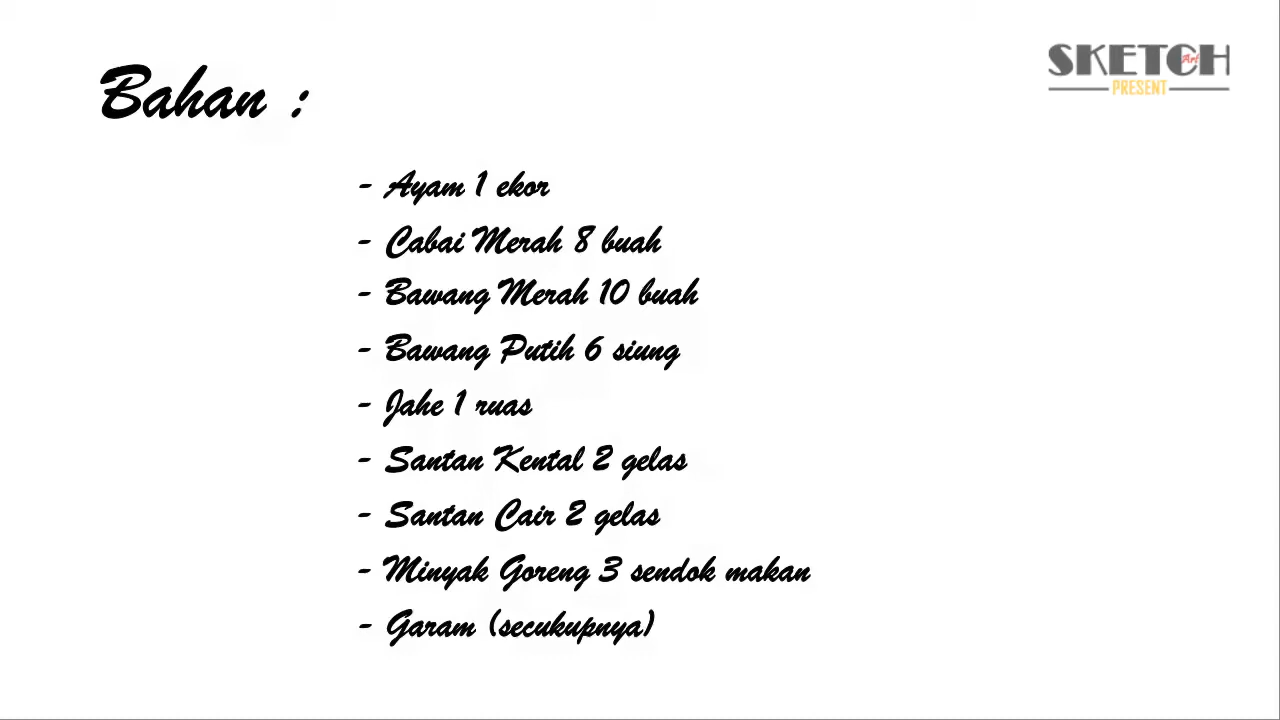 SKETCH
Art
PRESENT
Bahan :
- Ayam 1 ekor
- Cabai Merah 8 buah
- Bawang Merah 10 buah
- Bawang Putih 6 siung
- Jahe 1 ruas
- Santan Kental 2 gelas
- Santan Cair 2 gelas
- Minyak Goreng 3 sendok makan
- Garam (secukupnya)